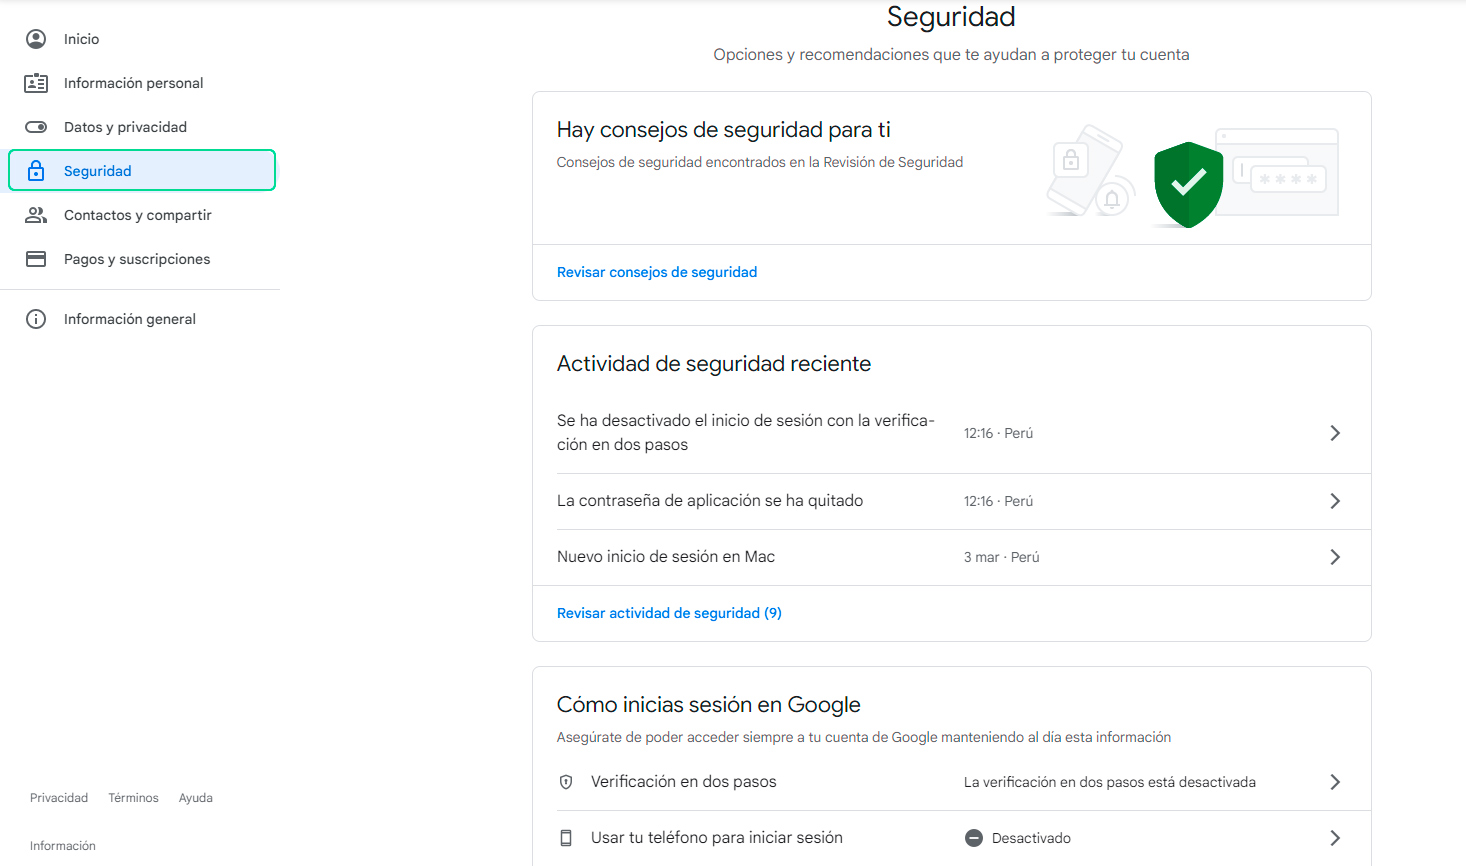 Seguridad
Opciones y recomendaciones que te ayudan a proteger tu cuenta
Inicio
Información personal
Datos y privacidad
Seguridad
Contactos y compartir
Pagos y suscripciones
Información general
Hay consejos de seguridad para ti
Consejos de seguridad encontrados en la Revisión de Seguridad
****
Revisar consejos de seguridad
Actividad de seguridad reciente
Se ha desactivado el inicio de sesión con la verifica-
ción en dos pasos
12:16 · Perú
La contraseña de aplicación se ha quitado
12:16 · Perú
Nuevo inicio de sesión en Mac
3 mar · Perú
Revisar actividad de seguridad (9)
Cómo inicias sesión en Google
Asegúrate de poder acceder siempre a tu cuenta de Google manteniendo al día esta información
Verificación en dos pasos
La verificación en dos pasos está desactivada
Usar tu teléfono para iniciar sesión
Desactivado
Privacidad Términos Ayuda
Información